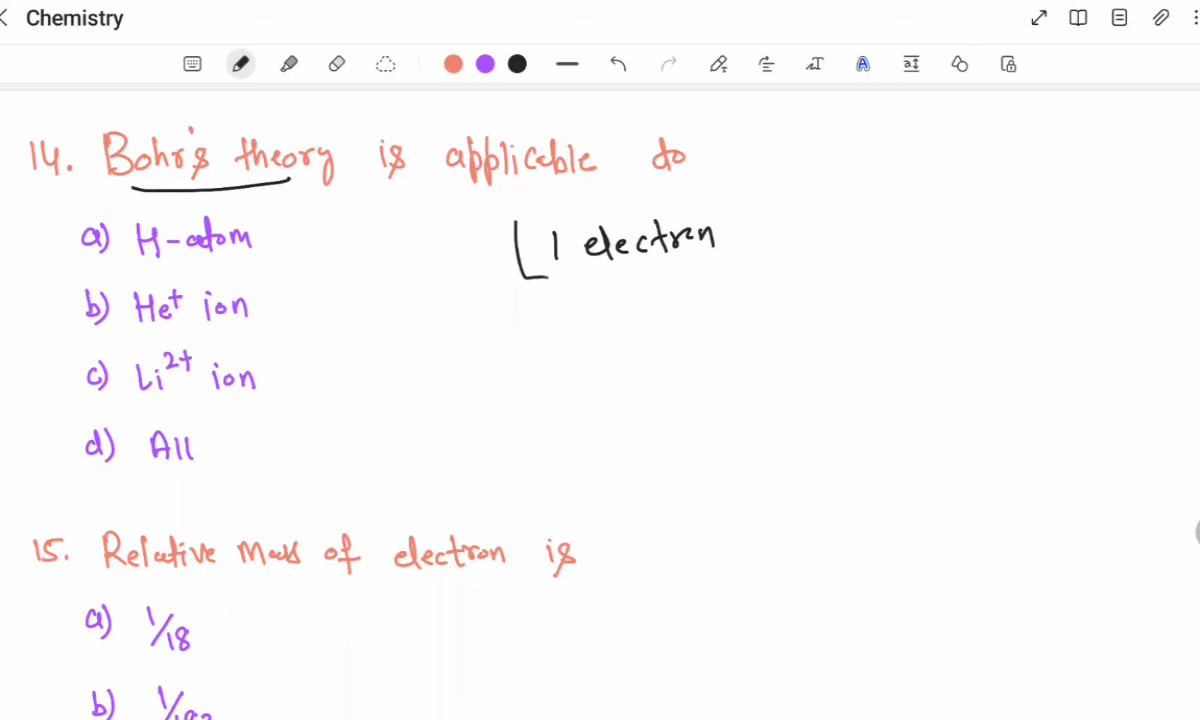 Chemistry
14. Bohr's theory is applicable to
a) H-atom
1 electron
b) He+ ion
c) Li2+ ion
d) All
15. Relative mass of electron is
a) 1/18
b)